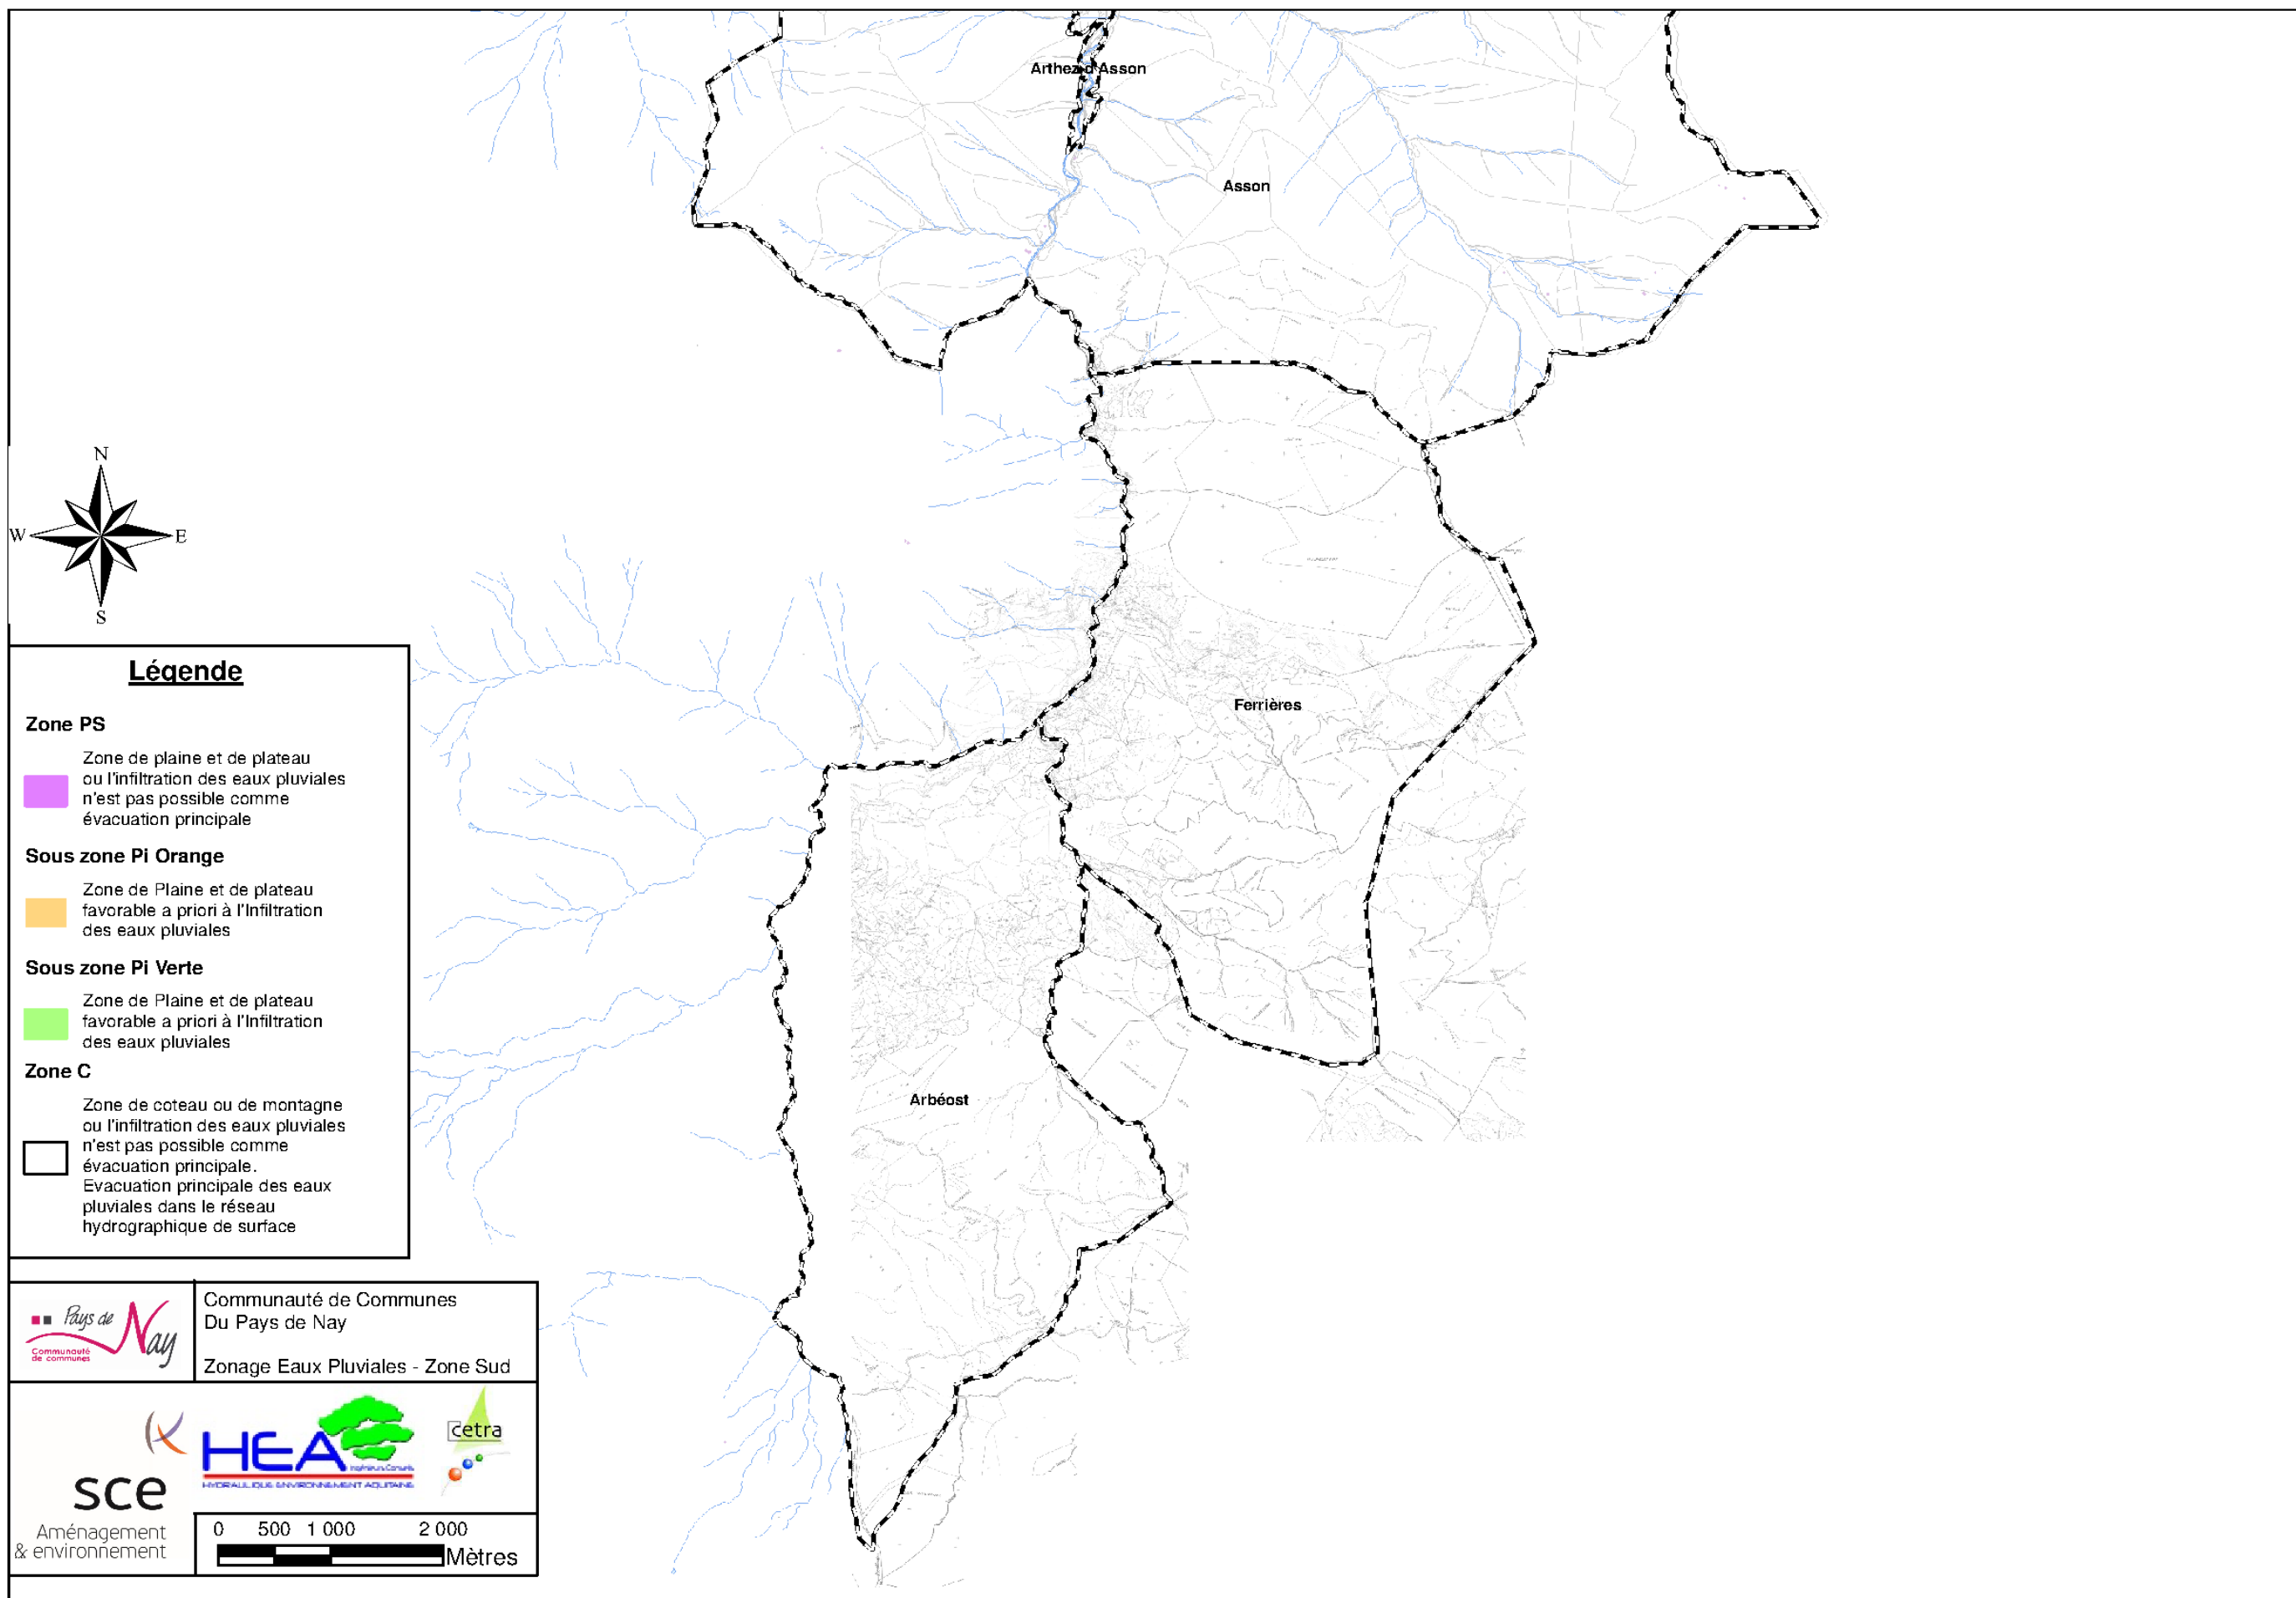 Arthez d'Asson
Asson
N
W
E
S
Ferrières
Arbéost
Légende
Zone PS
Zone de plaine et de plateau
ou l'infiltration des eaux pluviales
n'est pas possible comme
évacuation principale
Sous zone Pi Orange
Zone de Plaine et de plateau
favorable a priori à l'Infiltration
des eaux pluviales
Sous zone Pi Verte
Zone de Plaine et de plateau
favorable a priori à l'Infiltration
des eaux pluviales
Zone C
Zone de coteau ou de montagne
ou l'infiltration des eaux pluviales
n'est pas possible comme
évacuation principale.
Evacuation principale des eaux
pluviales dans le réseau
hydrographique de surface
Pays de
Nay
Communauté
de communes
Communauté de Communes
Du Pays de Nay
Zonage Eaux Pluviales - Zone Sud
sce
Aménagement
& environnement
HEA
Ingénieurs Conseils
HYDRAULIQUE ENVIRONNEMENT AQUITAINE
cetra
0 500 1 000 2 000
Mètres